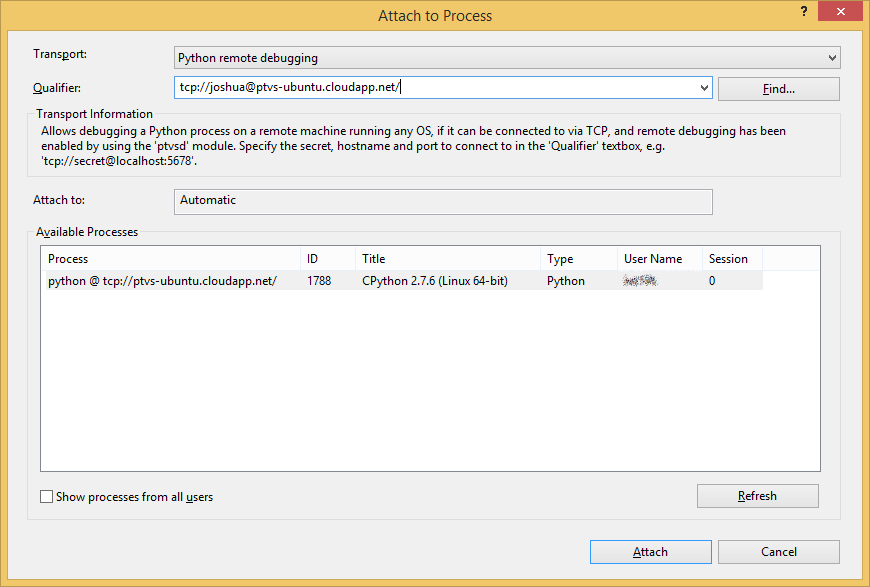 Attach to Process
?
Transport:
Python remote debugging
Qualifier:
tcp://joshua@ptvs-ubuntu.cloudapp.net/
Find...
Transport Information
Allows debugging a Python process on a remote machine running any OS, if it can be connected to via TCP, and remote debugging has been
enabled by using the 'ptvsd' module. Specify the secret, hostname and port to connect to in the 'Qualifier' textbox, e.g.
'tcp://secret@localhost:5678'.
Attach to:
Automatic
Available Processes
Process ID Title Type User Name Session
python @ tcp://ptvs-ubuntu.cloudapp.net/ 1788 CPython 2.7.6 (Linux 64-bit) Python 0
Show processes from all users
Refresh
Attach
Cancel